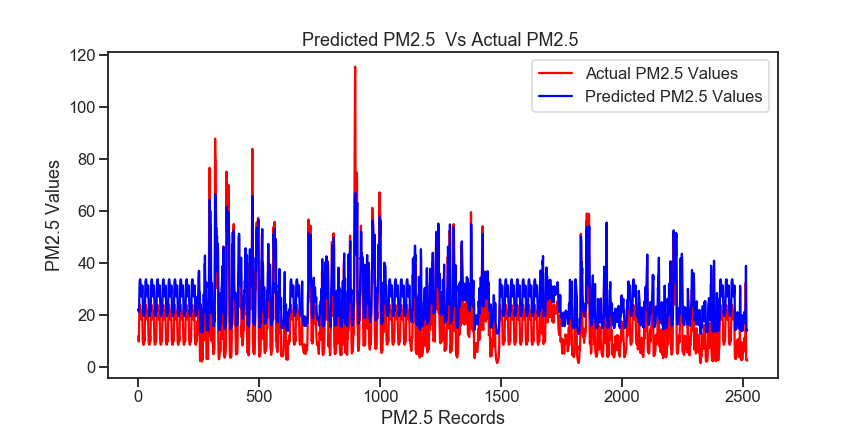 Predicted PM2.5  Vs Actual PM2.5
Actual PM2.5 Values
Predicted PM2.5 Values
PM2.5 Values
120
100
80
60
40
20
0
0 500 1000 1500 2000 2500
PM2.5 Records